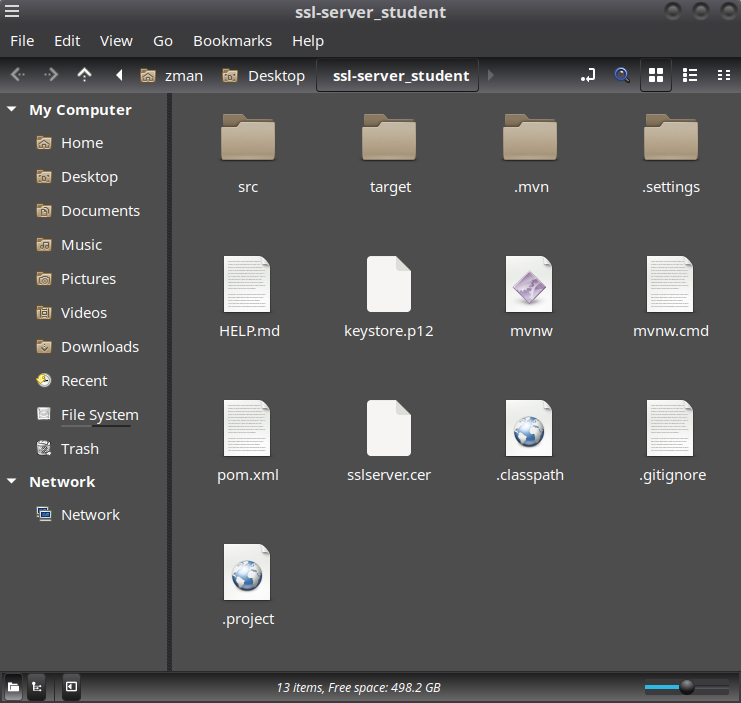 ssl-server_student
File Edit View Go Bookmarks Help
zman Desktop ssl-server_student
My Computer
Home
Desktop
Documents
Music
Pictures
Videos
Downloads
Recent
File System
Trash
Network
Network
src target .mvn .settings
HELP.md keystore.p12 mvnw mvnw.cmd
pom.xml sslserver.cer .classpath .gitignore
.project
13 items, Free space: 498.2 GB